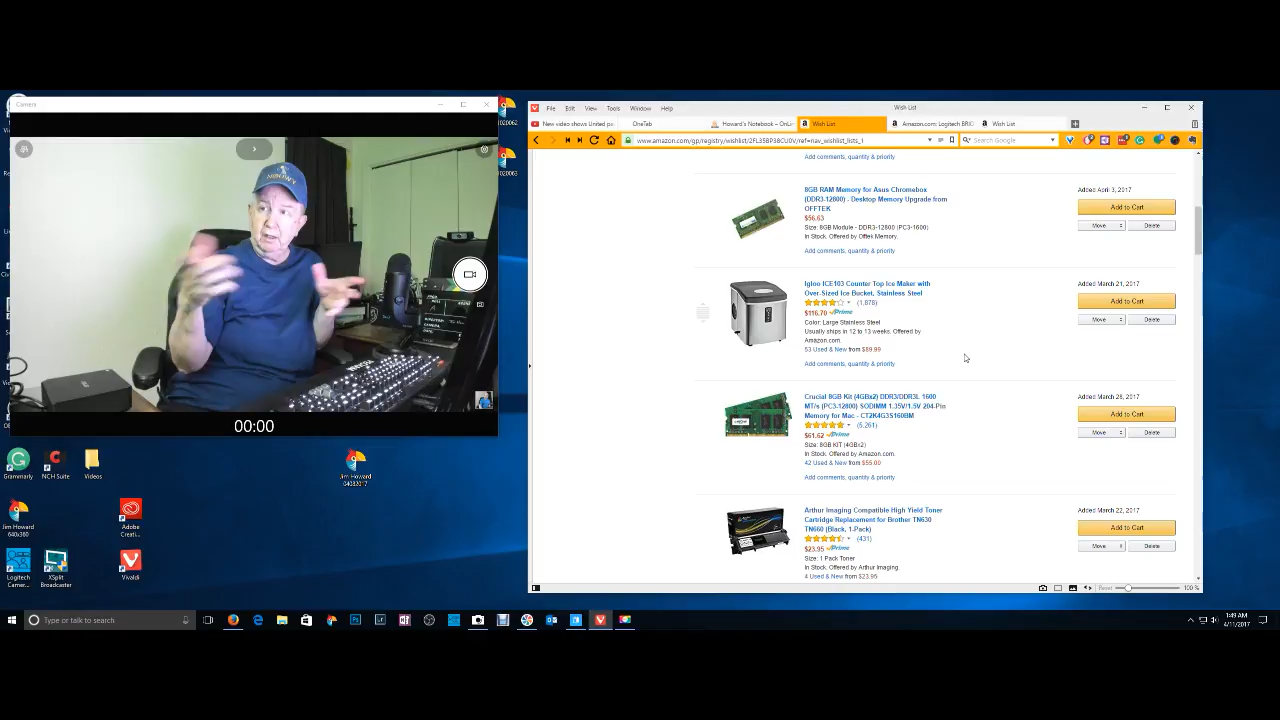 Camera
00:00
020062
020063
Grammarly
NCH Suite
Videos
Jim Howard
04082017
Jim Howard
640x360
Adobe
Creati...
Logitech
Camer...
XSplit
Broadcaster
Vivaldi
File Edit View Tools Window Help
Wish List
New video shows United pa
OneTab
Howard's Notebook – OnLi
Wish List
Amazon.com: Logitech BRIO
Wish List
www.amazon.com/gp/registry/wishlist/2FL35BP38CU0V/ref=nav_wishlist_lists_1
Search Google
Add comments, quantity & priority
8GB RAM Memory for Asus Chromebox
(DDR3-12800) - Desktop Memory Upgrade from
OFFTEK
$56.63
Size: 8GB Module - DDR3-12800 (PC3-1600)
In Stock. Offered by Offtek Memory.
Add comments, quantity & priority
Added April 3, 2017
Add to Cart
Move Delete
Igloo ICE103 Counter Top Ice Maker with
Over-Sized Ice Bucket, Stainless Steel
(1,878)
$116.70 Prime
Color: Large Stainless Steel
Usually ships in 12 to 13 weeks. Offered by
Amazon.com.
53 Used & New from $89.99
Add comments, quantity & priority
Added March 21, 2017
Add to Cart
Move Delete
Crucial 8GB Kit (4GBx2) DDR3/DDR3L 1600
MT/s (PC3-12800) SODIMM 1.35V/1.5V 204-Pin
Memory for Mac - CT2K4G3S160BM
(5,261)
$61.62 Prime
Size: 8GB KIT (4GBx2)
In Stock. Offered by Amazon.com.
42 Used & New from $55.00
Add comments, quantity & priority
Added March 28, 2017
Add to Cart
Move Delete
Arthur Imaging Compatible High Yield Toner
Cartridge Replacement for Brother TN630
TN660 (Black, 1-Pack)
(431)
$23.95 Prime
Size: 1 Pack Toner
In Stock. Offered by Arthur Imaging.
4 Used & New from $23.95
Added March 22, 2017
Add to Cart
Move Delete
Reset 100 %
Type or talk to search
1:49 AM
4/11/2017